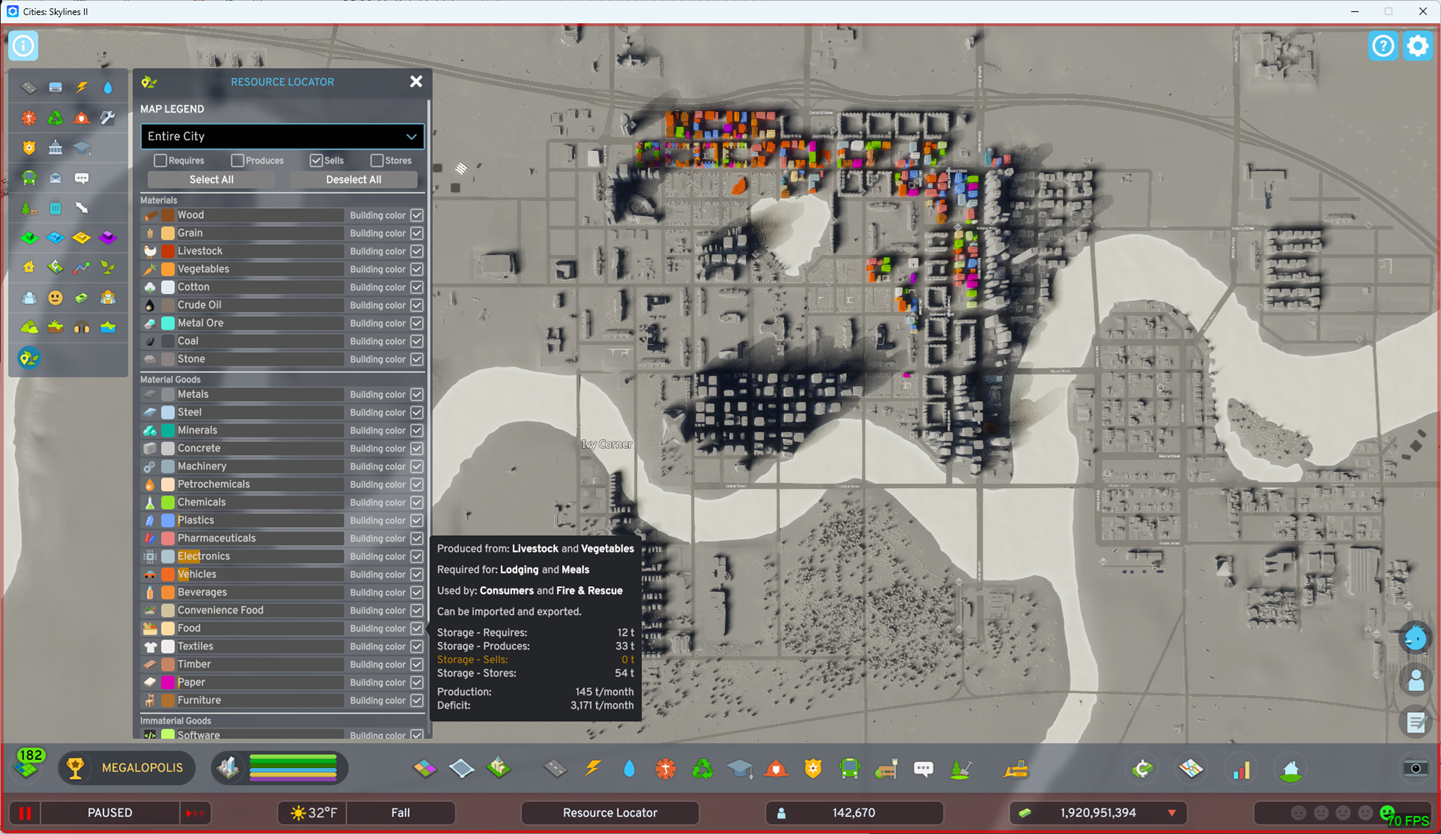 Cities: Skylines II
RESOURCE LOCATOR
MAP LEGEND
Entire City
Requires
Produces
Sells
Stores
Select All
Deselect All
Materials
Wood Building color
Grain Building color
Livestock Building color
Vegetables Building color
Cotton Building color
Crude Oil Building color
Metal Ore Building color
Coal Building color
Stone Building color
Material Goods
Metals Building color
Steel Building color
Minerals Building color
Concrete Building color
Machinery Building color
Petrochemicals Building color
Chemicals Building color
Plastics Building color
Pharmaceuticals Building color
Electronics Building color
Vehicles Building color
Beverages Building color
Convenience Food Building color
Food Building color
Textiles Building color
Timber Building color
Paper Building color
Furniture Building color
Immaterial Goods
Software Building color
Produced from: Livestock and Vegetables
Required for: Lodging and Meals
Used by: Consumers and Fire & Rescue
Can be imported and exported.
Storage - Requires: 12 t
Storage - Produces: 33 t
Storage - Sells: 0 t
Storage - Stores: 54 t
Production: 145 t/month
Deficit: 3,171 t/month
Ivy Corner
182
MEGALOPOLIS
PAUSED
32°F
Fall
Resource Locator
142,670
1,920,951,394
70 FPS